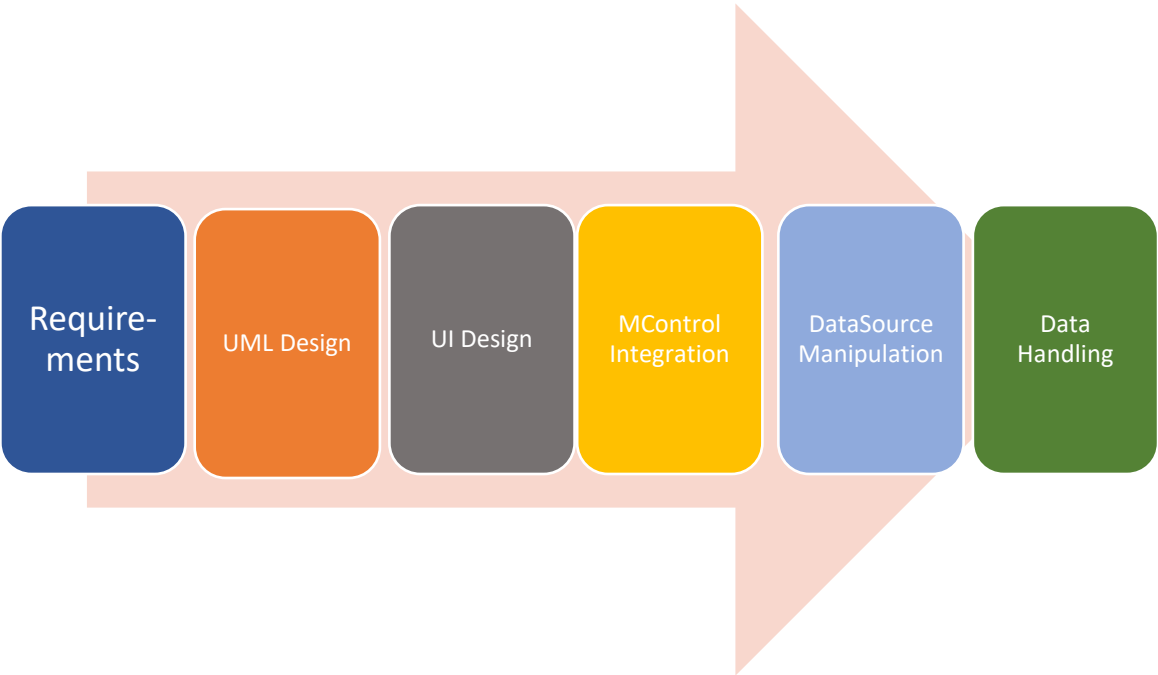 Require-
ments
UML Design
UI Design
MControl
Integration
DataSource
Manipulation
Data
Handling